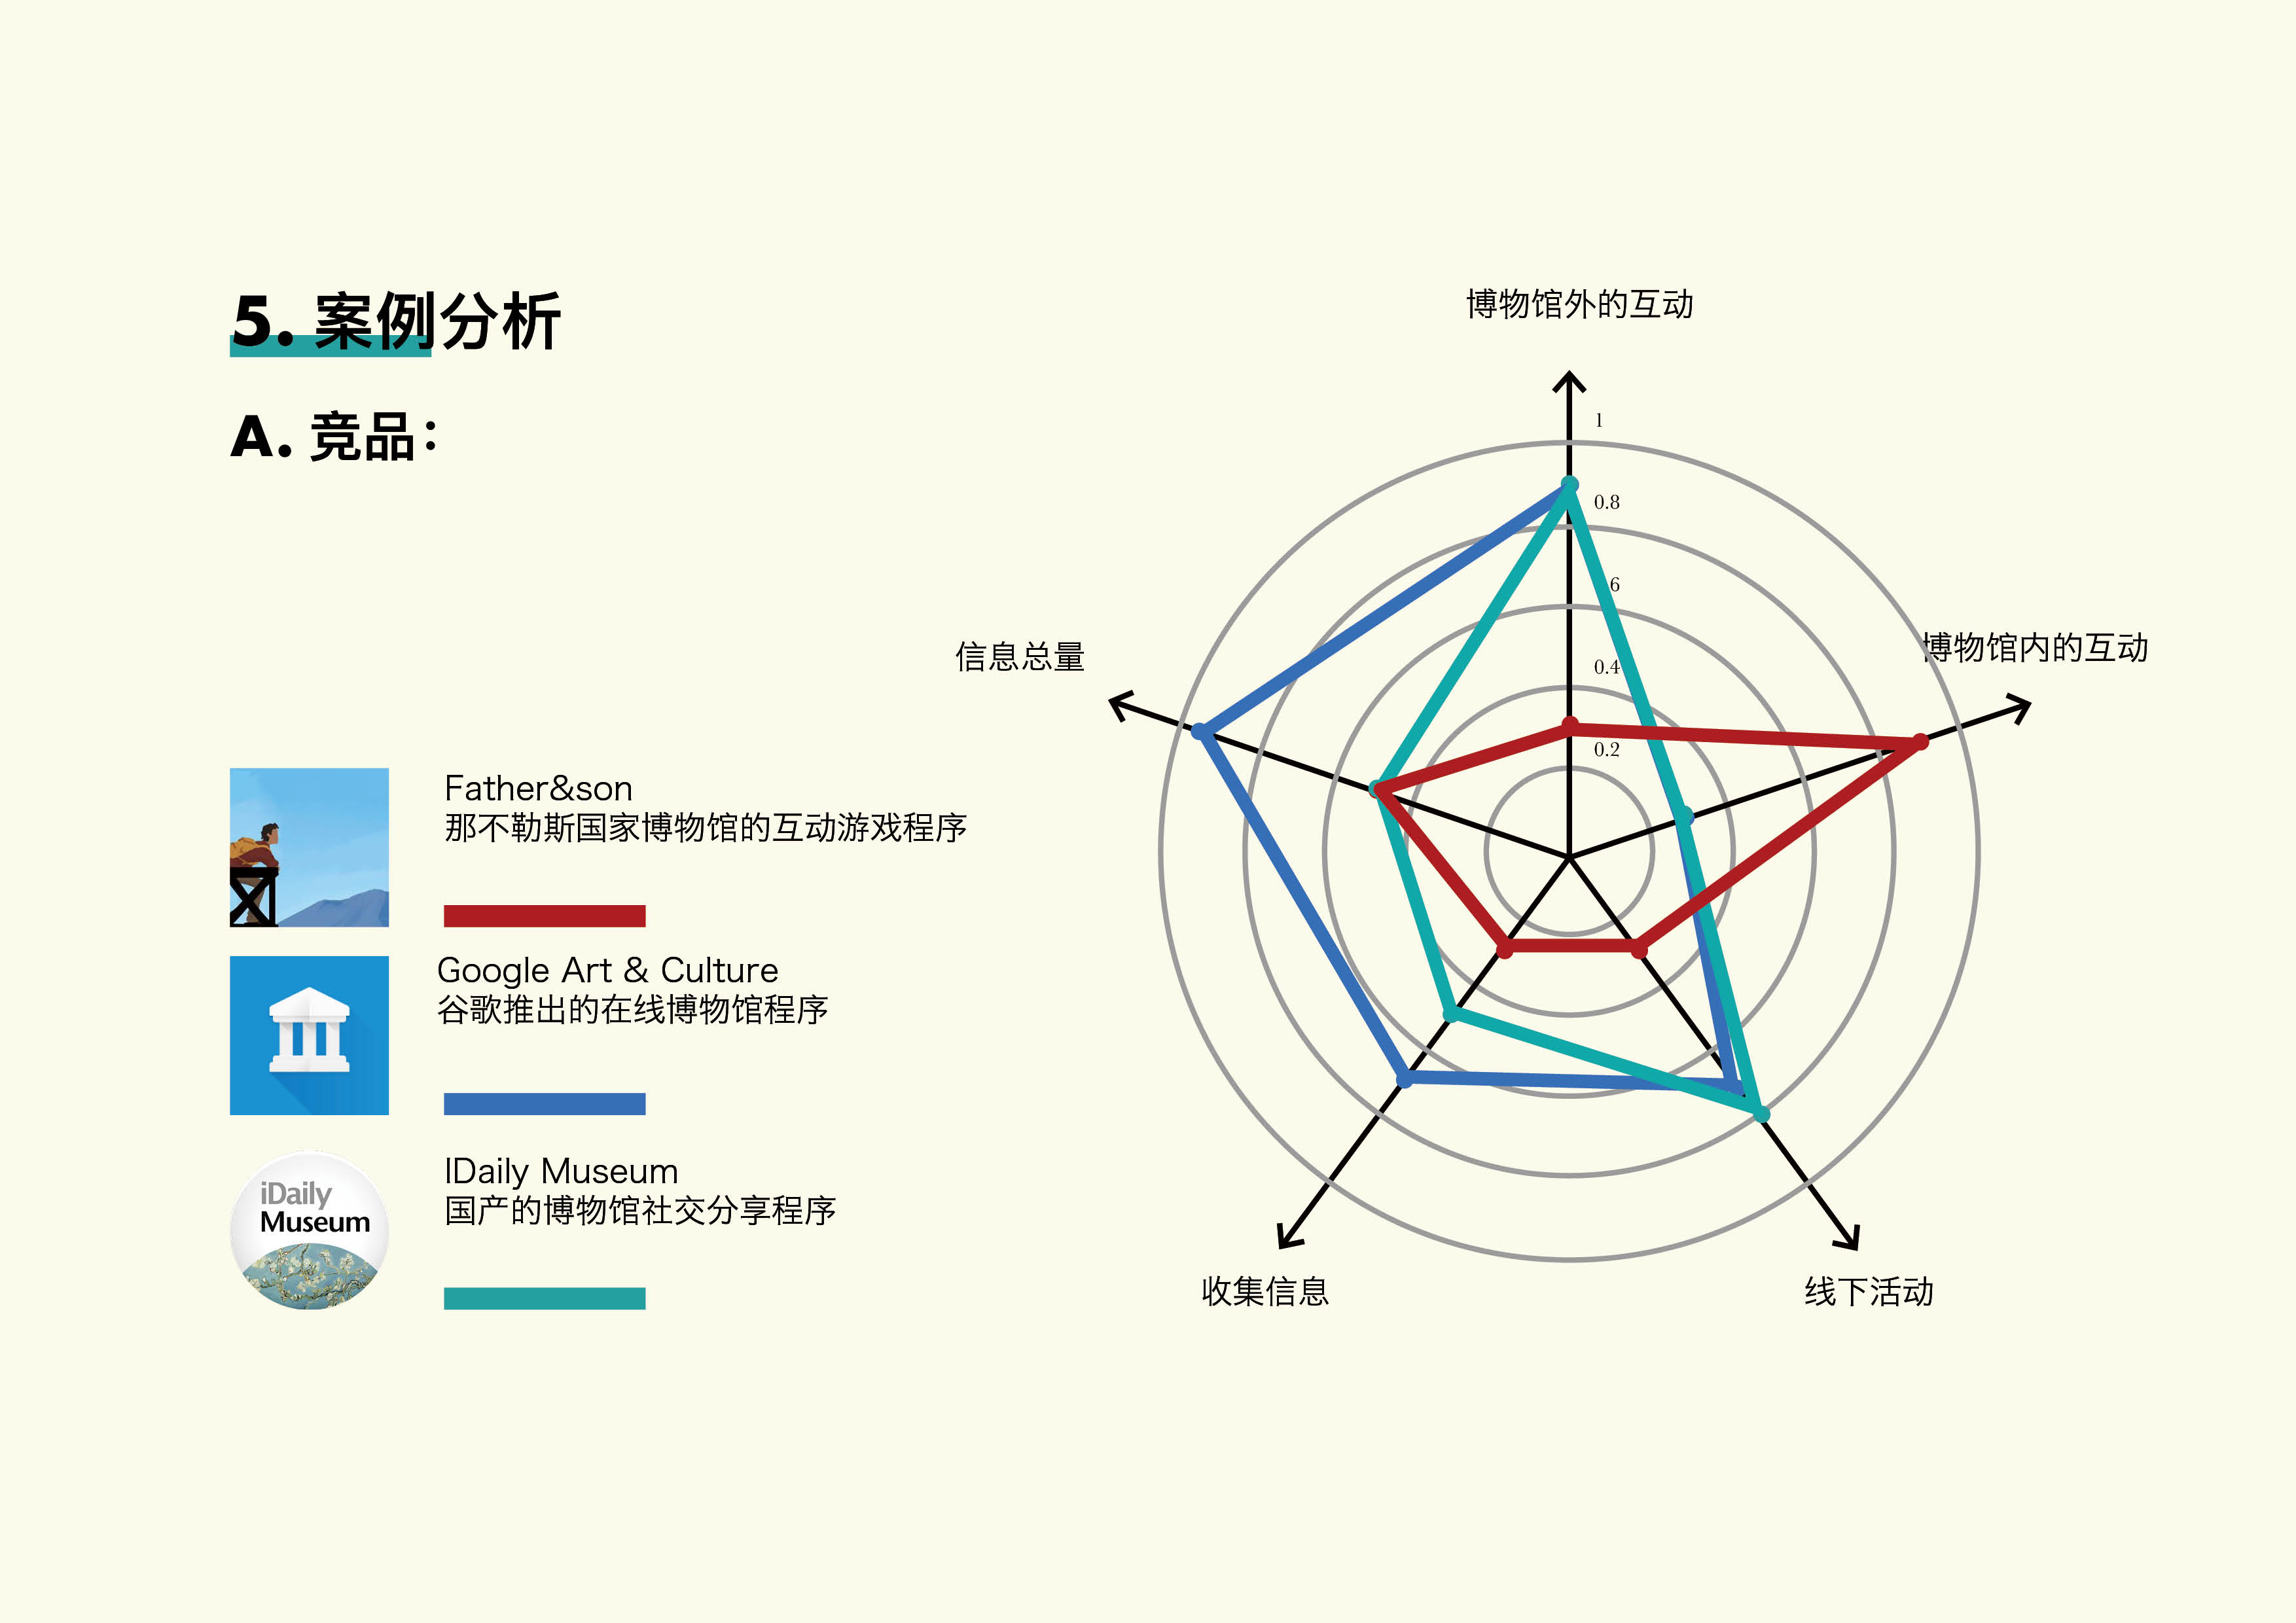 5. 案例分析
A. 竞品：
Father&son
那不勒斯国家博物馆的互动游戏程序
Google Art & Culture
谷歌推出的在线博物馆程序
iDaily
Museum
IDaily Museum
国产的博物馆社交分享程序
博物馆外的互动
1
0.8
6
0.4
0.2
信息总量
博物馆内的互动
收集信息
线下活动